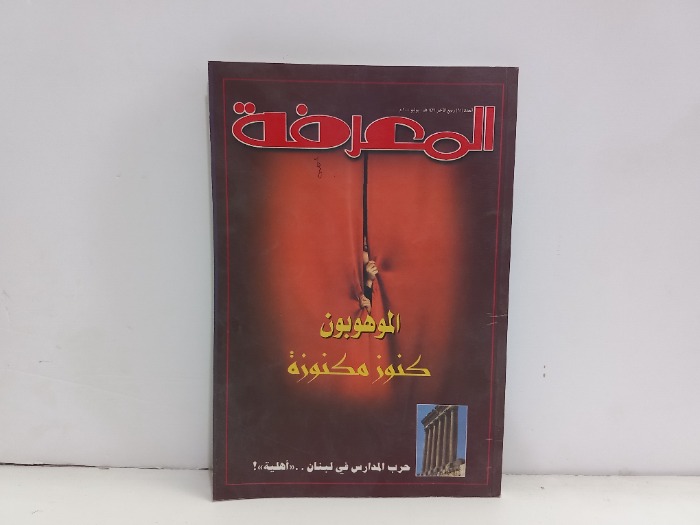 المعرفة
الموهوبون
كنوز مكنوزة
حرب المدارس في لبنان . . «أهلية»؟